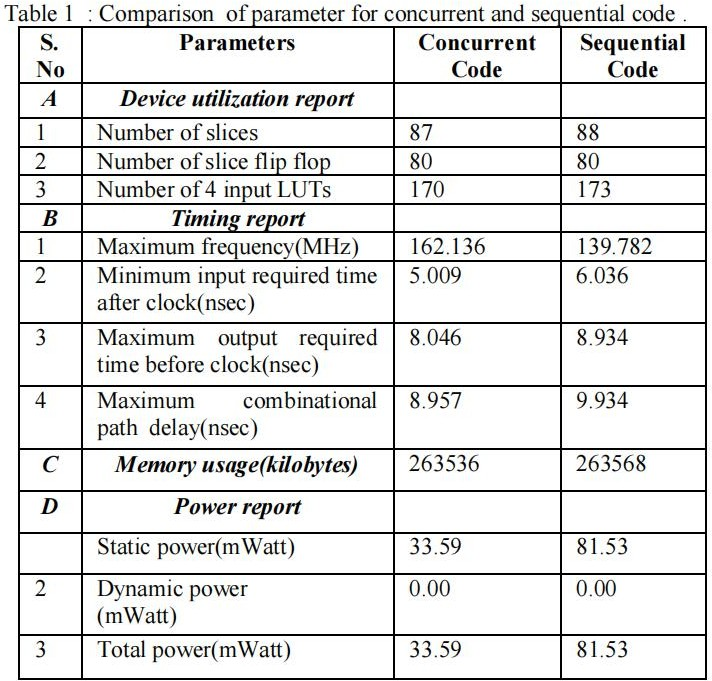 Table 1 : Comparison of parameter for concurrent and sequential code .
S. No Parameters Concurrent Code Sequential Code
A Device utilization report
1 Number of slices 87 88
2 Number of slice flip flop 80 80
3 Number of 4 input LUTs 170 173
B Timing report
1 Maximum frequency(MHz) 162.136 139.782
2 Minimum input required time 5.009 6.036
after clock(nsec)
3 Maximum output required 8.046 8.934
time before clock(nsec)
4 Maximum combinational 8.957 9.934
path delay(nsec)
C Memory usage(kilobytes) 263536 263568
D Power report
Static power(mWatt) 33.59 81.53
2 Dynamic power 0.00 0.00
(mWatt)
3 Total power(mWatt) 33.59 81.53